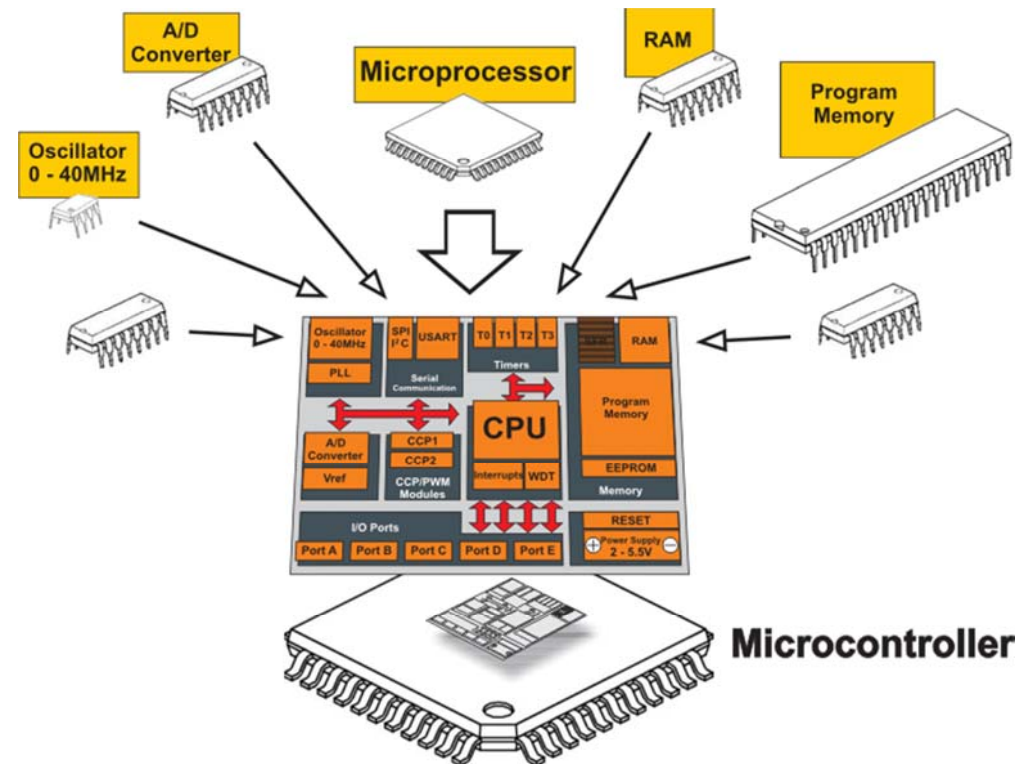 A/D
Converter
Microprocessor
RAM
Program
Memory
Oscillator
0 - 40MHz
Oscillator
0 - 40MHz
PLL
SPI
I²C
USART
Serial
Communication
T0
T1
T2
T3
Timers
RAM
Program
Memory
EEPROM
Memory
A/D
Converter
Vref
CCP1
CCP2
CCP/PWM
Modules
CPU
Interrupts
WDT
I/O Ports
Port A
Port B
Port C
Port D
Port E
RESET
+
Power Supply
2 - 5.5V
−
Microcontroller